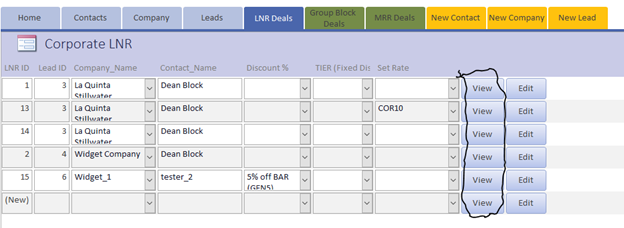 Home Contacts Company Leads LNR Deals Group Block MRR Deals New Contact New Company New Lead
Deals
Corporate LNR
LNR ID Lead ID Company_Name Contact_Name Discount % TIER (Fixed Dis Set Rate
1 3 La Quinta Dean Block View Edit
Stillwater
13 3 La Quinta Dean Block COR10 View Edit
Stillwater
14 3 La Quinta Dean Block View Edit
Stillwater
2 4 Widget Company Dean Block View Edit
15 6 Widget_1 tester_2 5% off BAR View Edit
(GEN5)
(New) View Edit